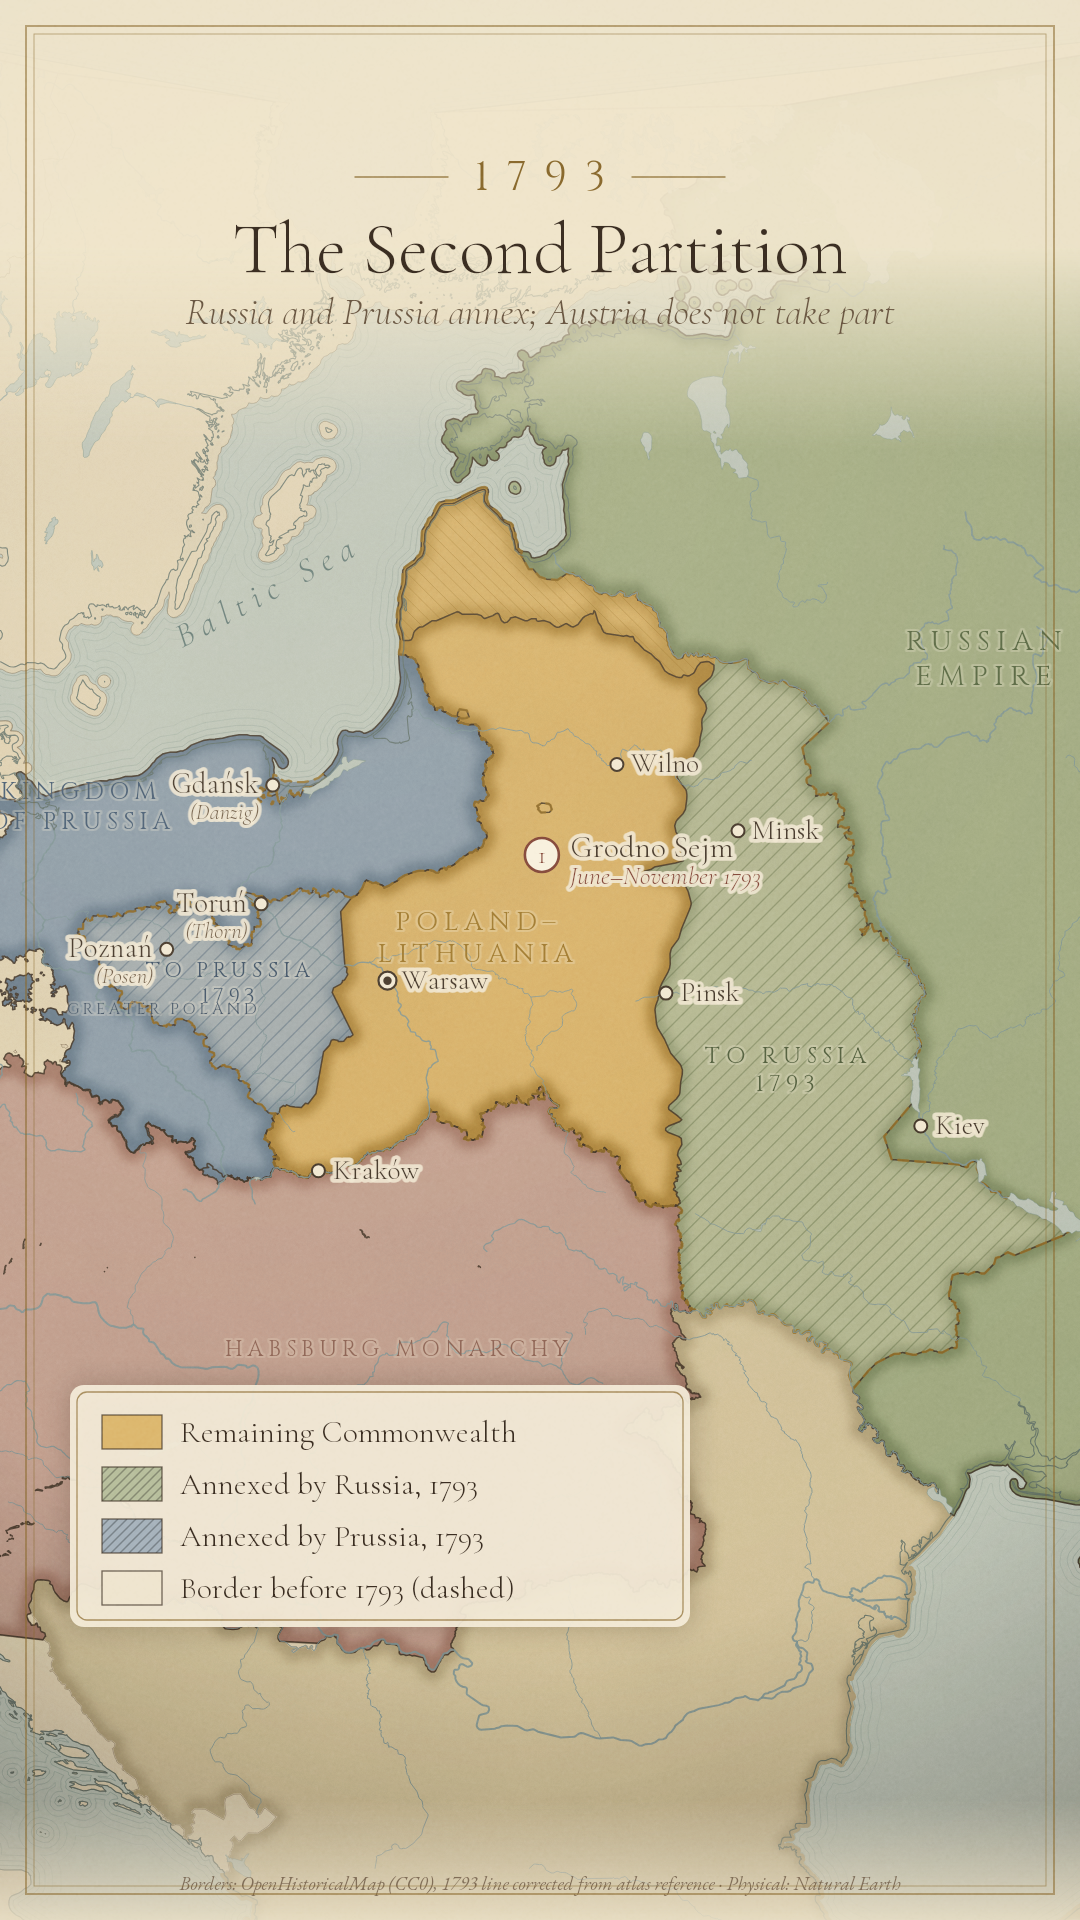 1793
The Second Partition
Russia and Prussia annex; Austria does not take part
Baltic Sea
RUSSIAN
EMPIRE
Wilno
KINGDOM
OF PRUSSIA
Gdańsk
(Danzig)
Minsk
Grodno Sejm
June–November 1793
1
POLAND–
LITHUANIA
Toruń
(Thorn)
Poznań
(Posen)
TO PRUSSIA
1793
GREATER POLAND
Warsaw
Pinsk
TO RUSSIA
1793
Kiev
Kraków
HABSBURG MONARCHY
Remaining Commonwealth
Annexed by Russia, 1793
Annexed by Prussia, 1793
Border before 1793 (dashed)
Borders: OpenHistoricalMap (CC0), 1793 line corrected from atlas reference · Physical: Natural Earth